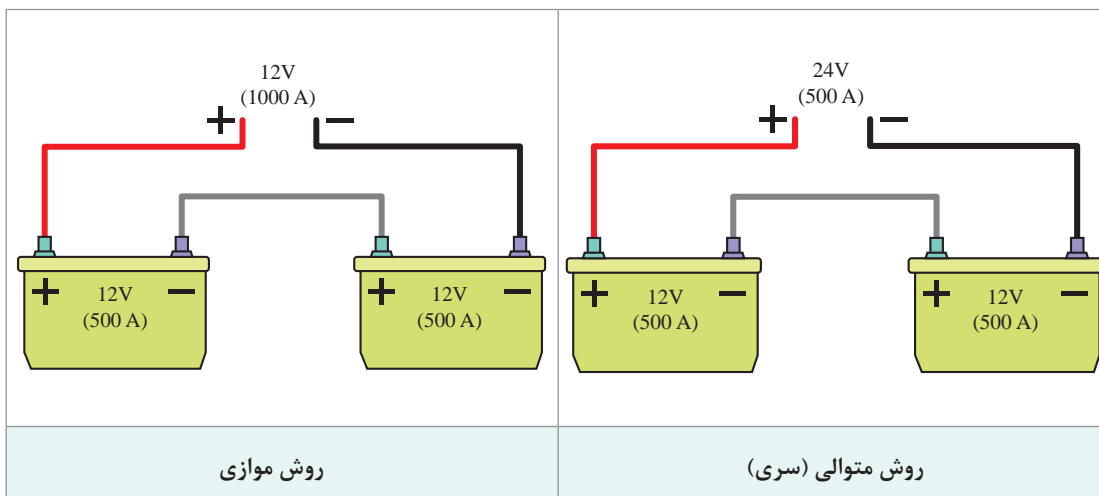 24V
(500 A)
+ −
+ 12V −
(500 A)
+ 12V −
(500 A)
روش متوالی (سری)
12V
(1000 A)
+ −
+ 12V −
(500 A)
+ 12V −
(500 A)
روش موازی